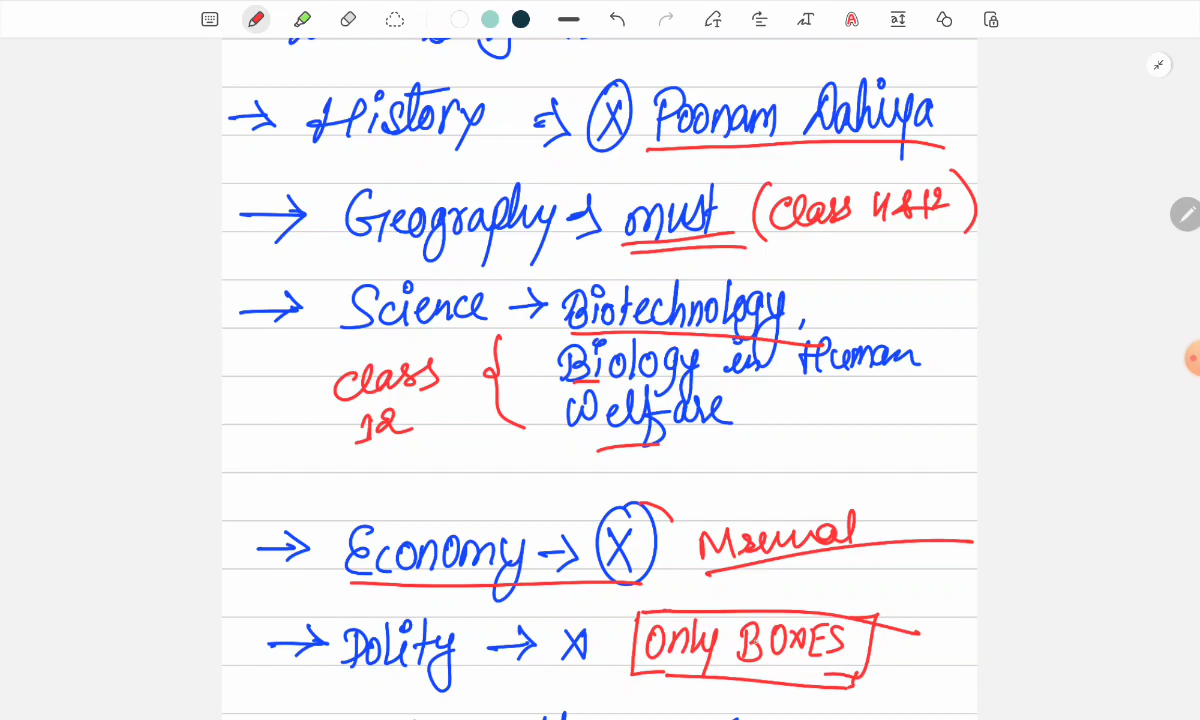 → History → X Poonam Dahiya
→ Geography → must (Class 11 & 12)
→ Science → Biotechnology,
Biology in Human
Class
Welfare
12
→ Economy → X Mrunal
→ Polity → X Only BOXES